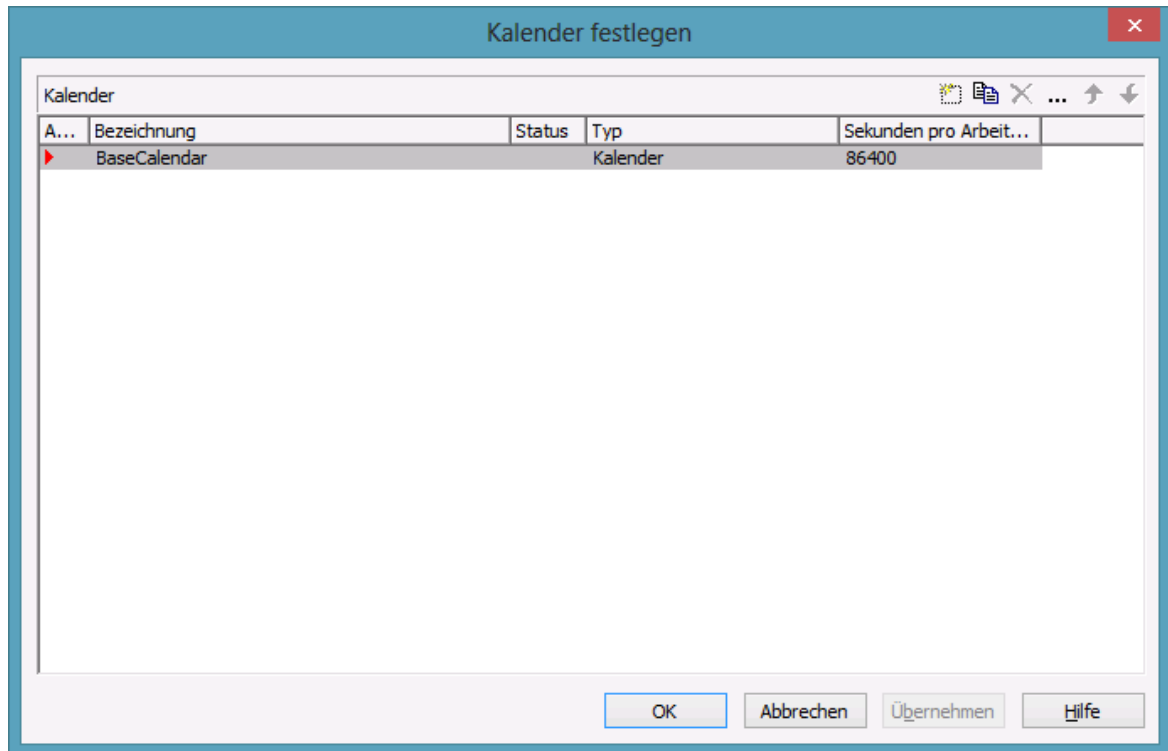 Kalender festlegen
Kalender
A... Bezeichnung Status Typ Sekunden pro Arbeit...
BaseCalendar Kalender 86400
OK Abbrechen Übernehmen Hilfe